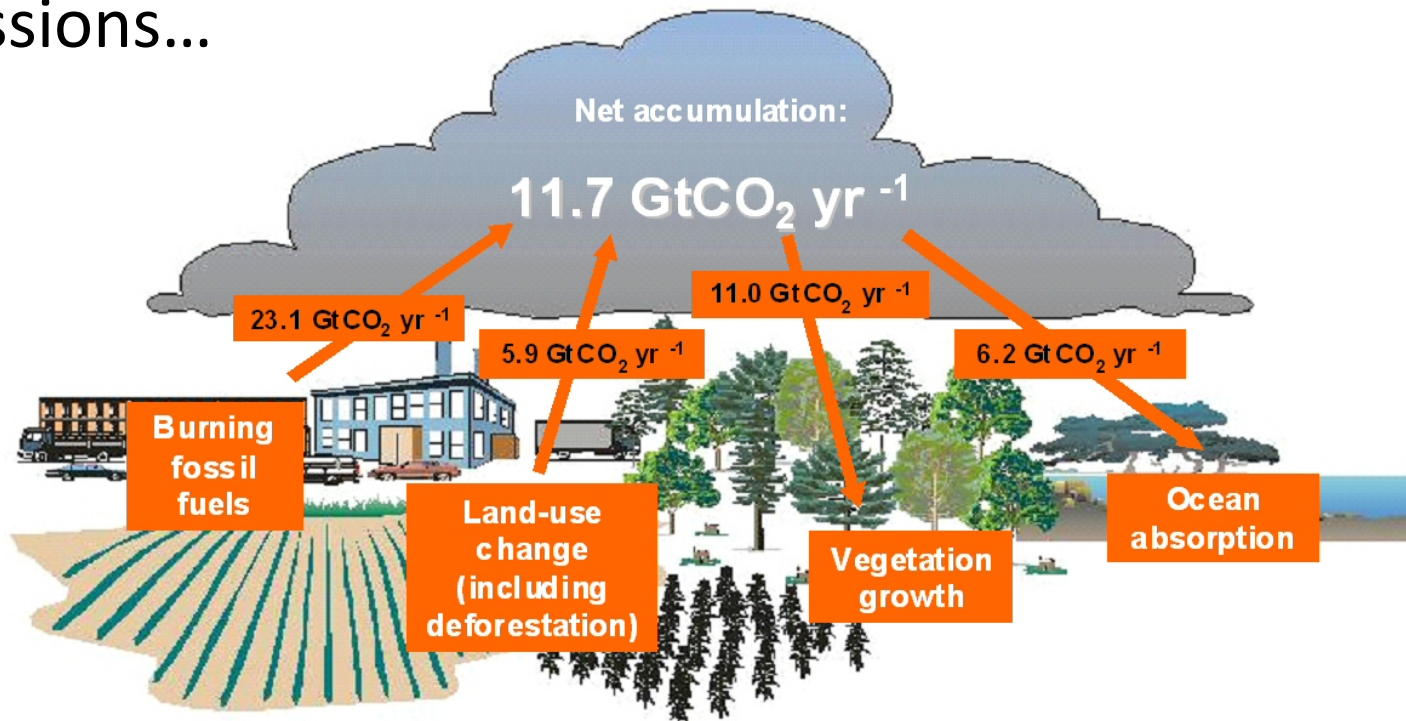 ssions...
Net accumulation:
11.7 GtCO₂ yr ⁻¹
23.1 GtCO₂ yr ⁻¹
5.9 GtCO₂ yr ⁻¹
11.0 GtCO₂ yr ⁻¹
6.2 GtCO₂ yr ⁻¹
Burning
fossil
fuels
Land-use
change
(including
deforestation)
Vegetation
growth
Ocean
absorption